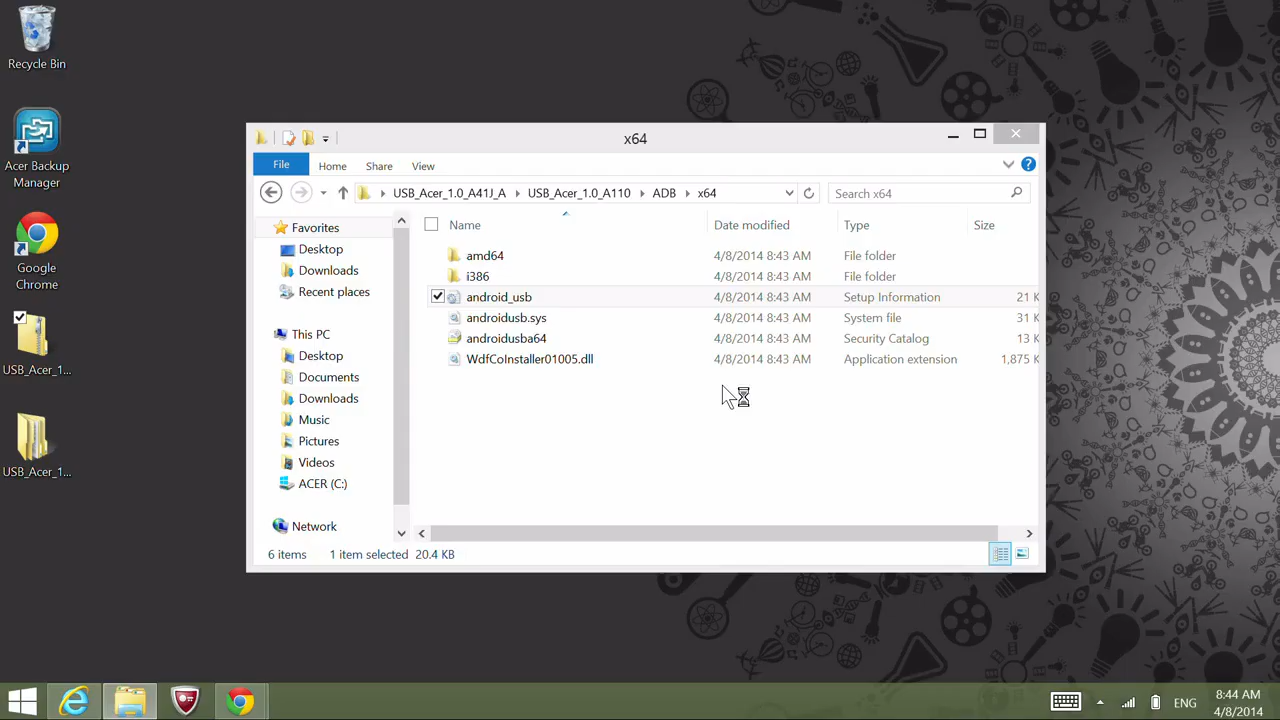 Recycle Bin
Acer Backup
Manager
Google
Chrome
USB_Acer_1...
USB_Acer_1...
x64
File Home Share View
USB_Acer_1.0_A41J_A USB_Acer_1.0_A110 ADB x64
Search x64
Name Date modified Type Size
Favorites
Desktop
Downloads
Recent places
This PC
Desktop
Documents
Downloads
Music
Pictures
Videos
ACER (C:)
Network
amd64 4/8/2014 8:43 AM File folder
i386 4/8/2014 8:43 AM File folder
android_usb 4/8/2014 8:43 AM Setup Information 21 K
androidusb.sys 4/8/2014 8:43 AM System file 31 K
androidusba64 4/8/2014 8:43 AM Security Catalog 13 K
WdfCoInstaller01005.dll 4/8/2014 8:43 AM Application extension 1,875 K
6 items 1 item selected 20.4 KB
ENG
8:44 AM
4/8/2014